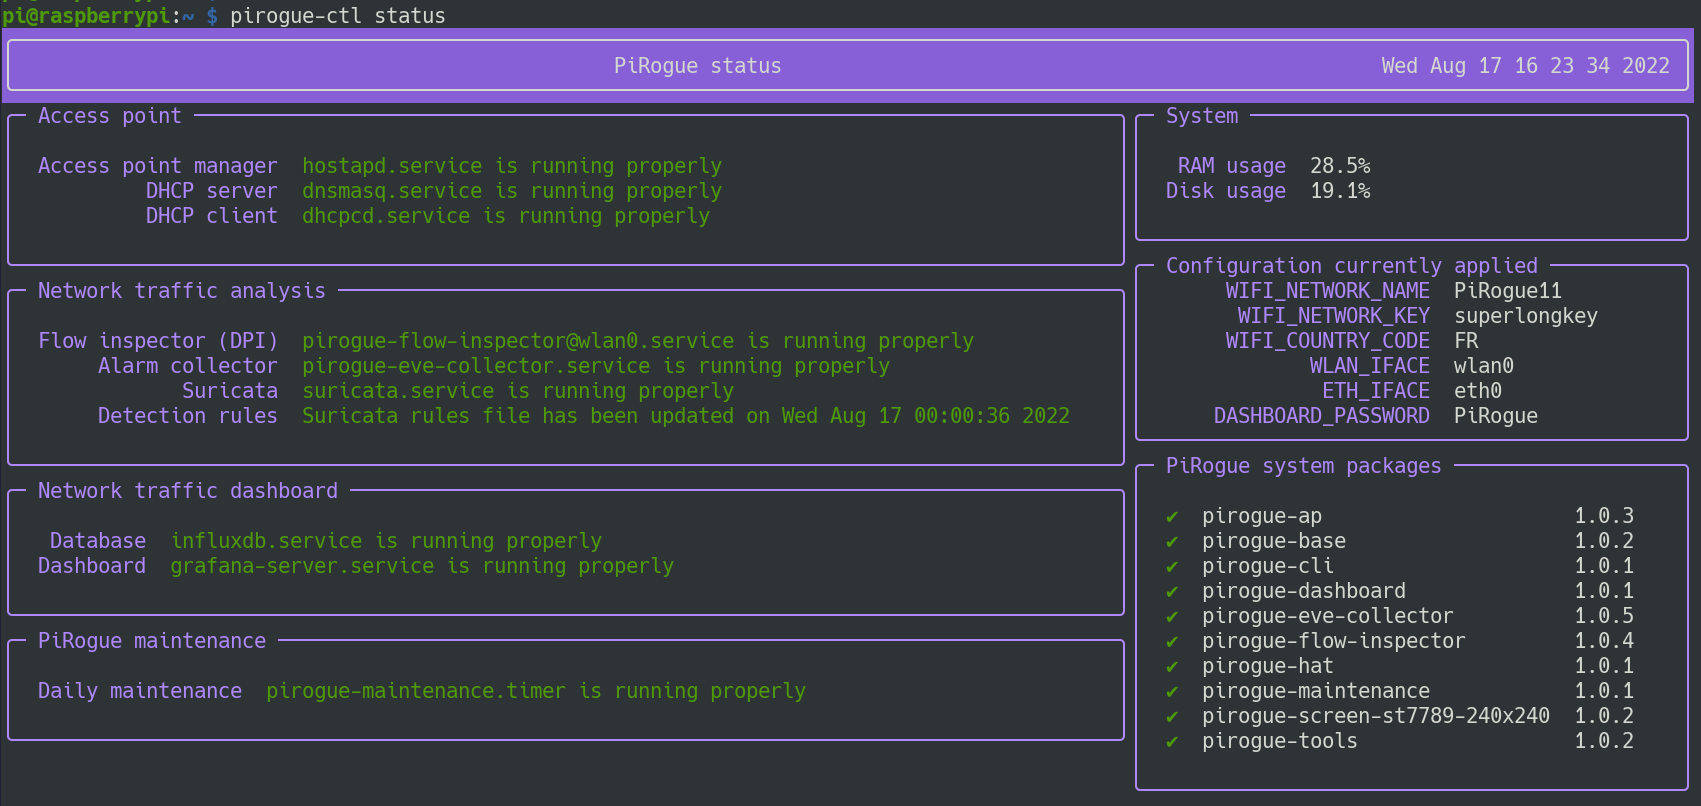 pi@raspberrypi:~ $ pirogue-ctl status
PiRogue status
Wed Aug 17 16 23 34 2022
Access point
Access point manager hostapd.service is running properly
DHCP server dnsmasq.service is running properly
DHCP client dhcpcd.service is running properly
Network traffic analysis
Flow inspector (DPI) pirogue-flow-inspector@wlan0.service is running properly
Alarm collector pirogue-eve-collector.service is running properly
Suricata suricata.service is running properly
Detection rules Suricata rules file has been updated on Wed Aug 17 00:00:36 2022
Network traffic dashboard
Database influxdb.service is running properly
Dashboard grafana-server.service is running properly
PiRogue maintenance
Daily maintenance pirogue-maintenance.timer is running properly
System
RAM usage 28.5%
Disk usage 19.1%
Configuration currently applied
WIFI_NETWORK_NAME PiRogue11
WIFI_NETWORK_KEY superlongkey
WIFI_COUNTRY_CODE FR
WLAN_IFACE wlan0
ETH_IFACE eth0
DASHBOARD_PASSWORD PiRogue
PiRogue system packages
✔ pirogue-ap 1.0.3
✔ pirogue-base 1.0.2
✔ pirogue-cli 1.0.1
✔ pirogue-dashboard 1.0.1
✔ pirogue-eve-collector 1.0.5
✔ pirogue-flow-inspector 1.0.4
✔ pirogue-hat 1.0.1
✔ pirogue-maintenance 1.0.1
✔ pirogue-screen-st7789-240x240 1.0.2
✔ pirogue-tools 1.0.2